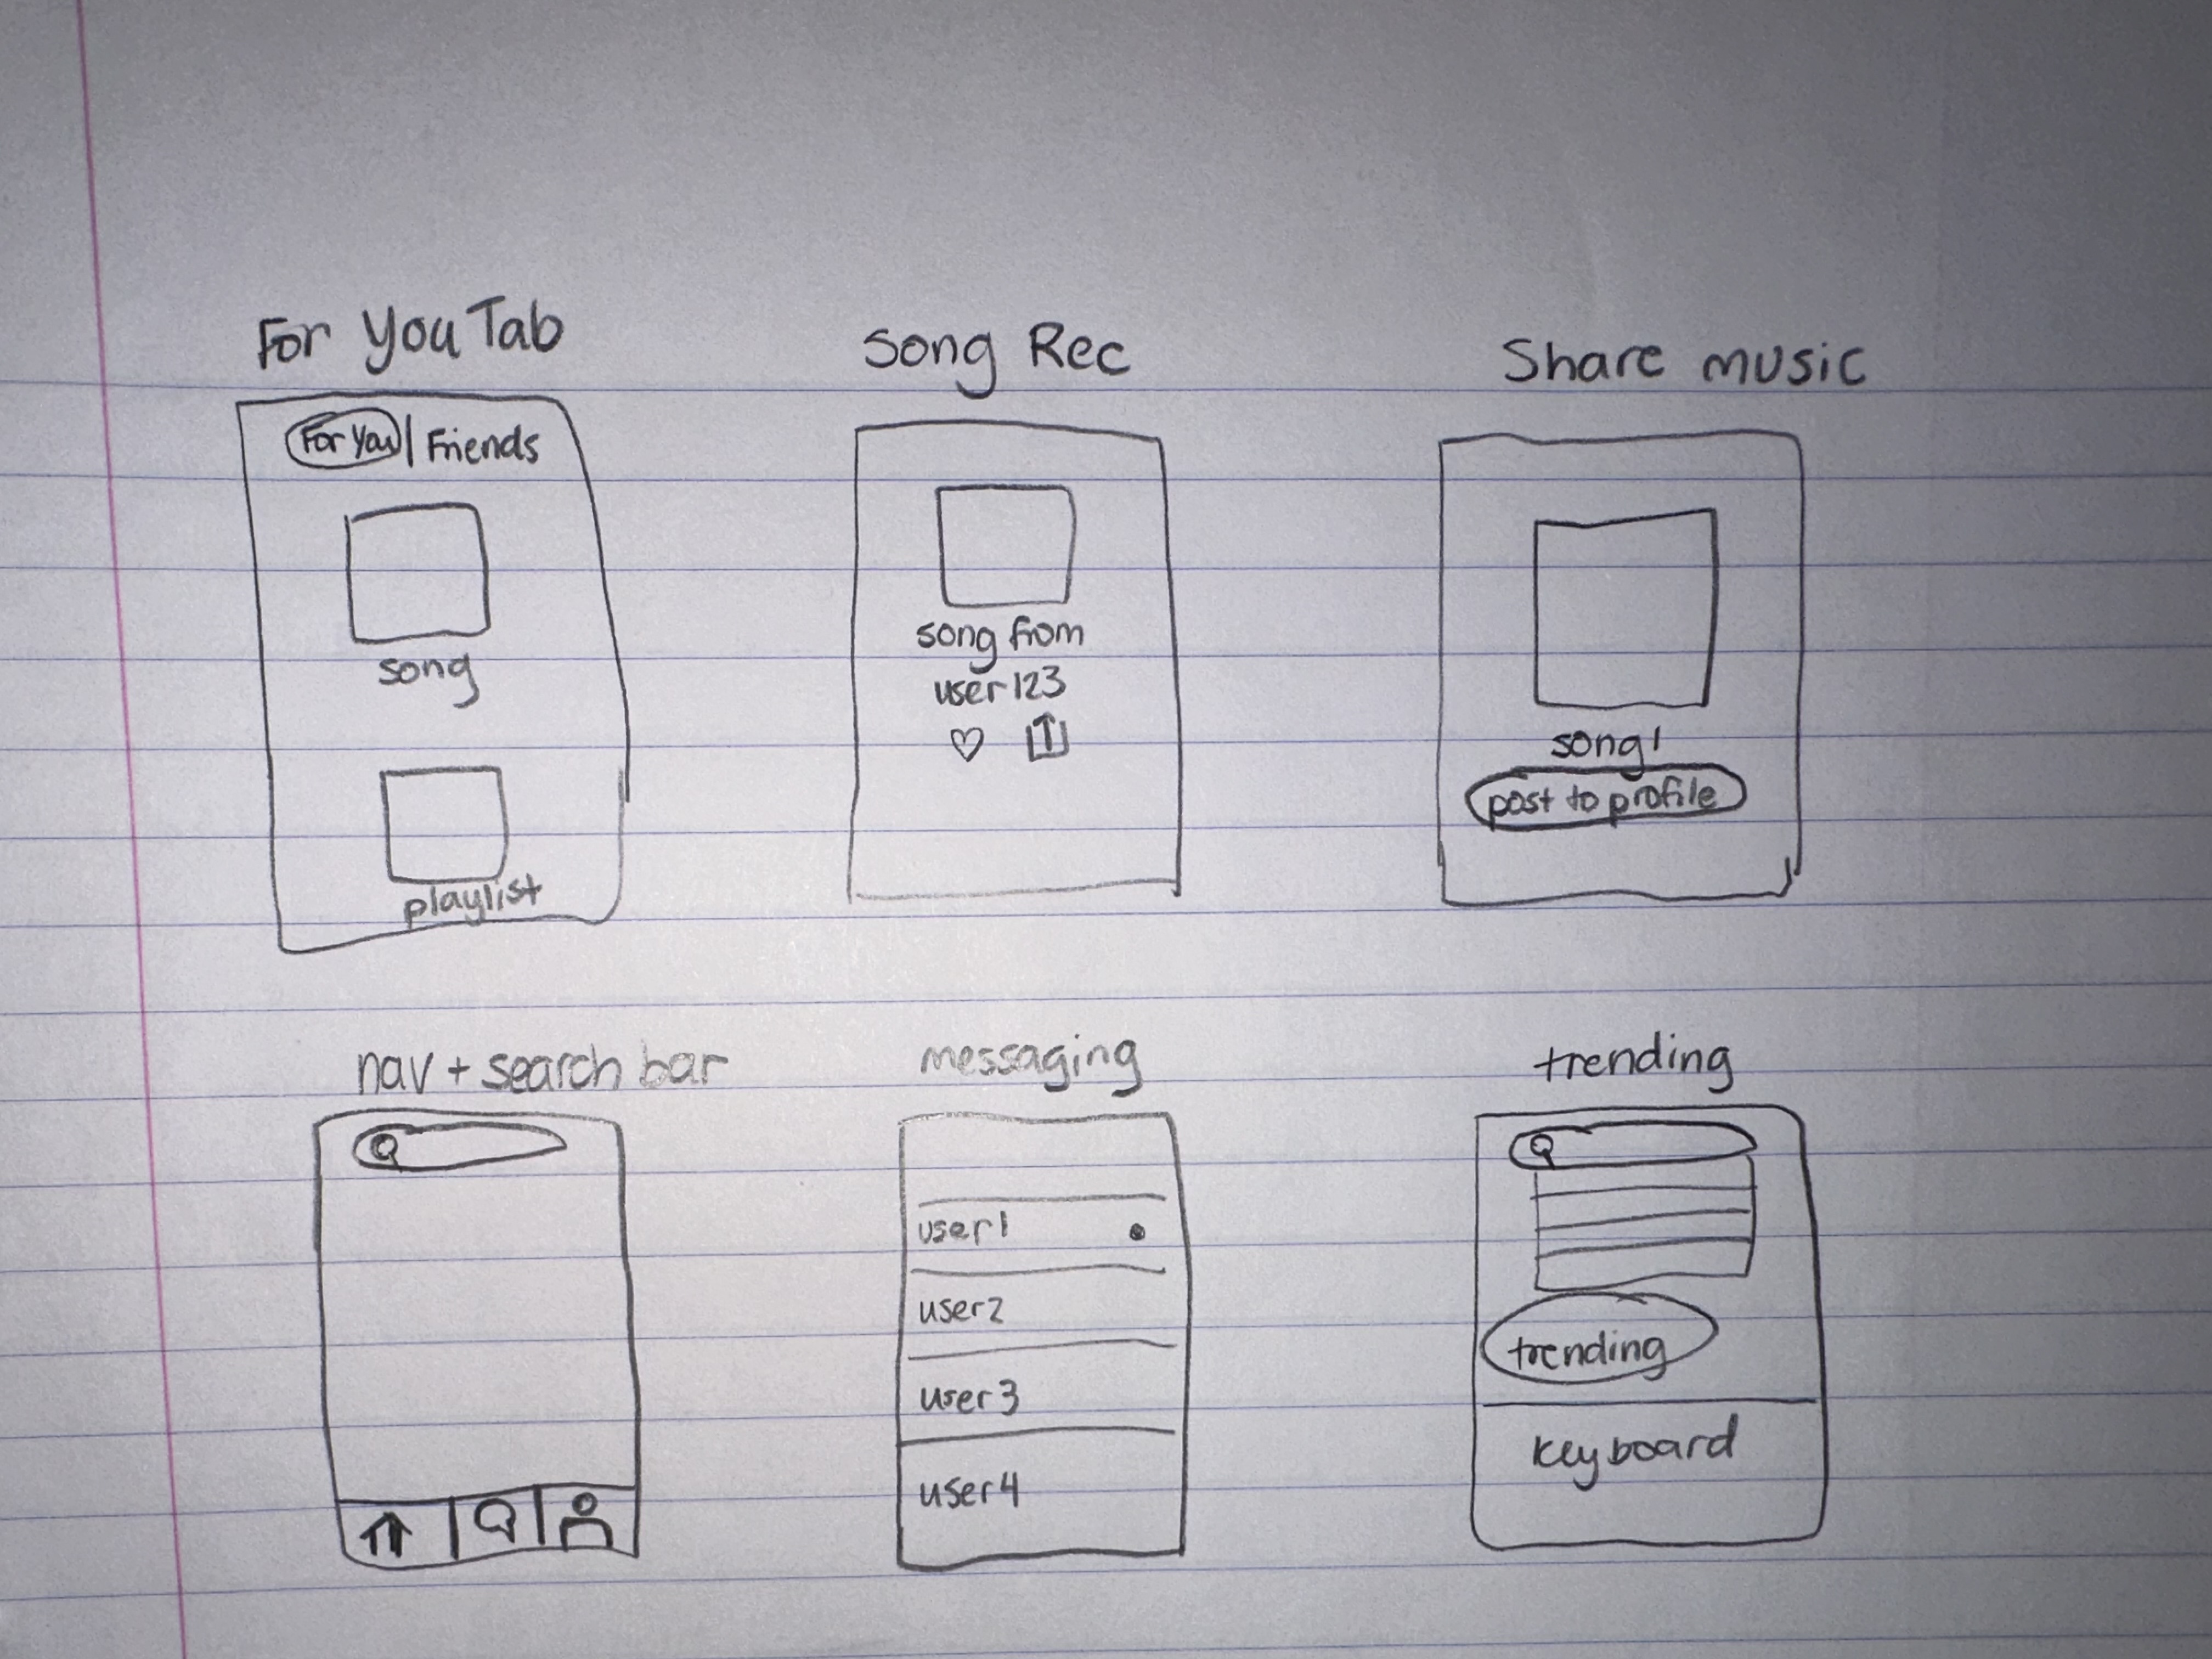 For You Tab
For You | Friends
song
playlist
Song Rec
song from
user123
Share music
song1
post to profile
nav + search bar
messaging
user1
user2
user3
user4
trending
trending
keyboard